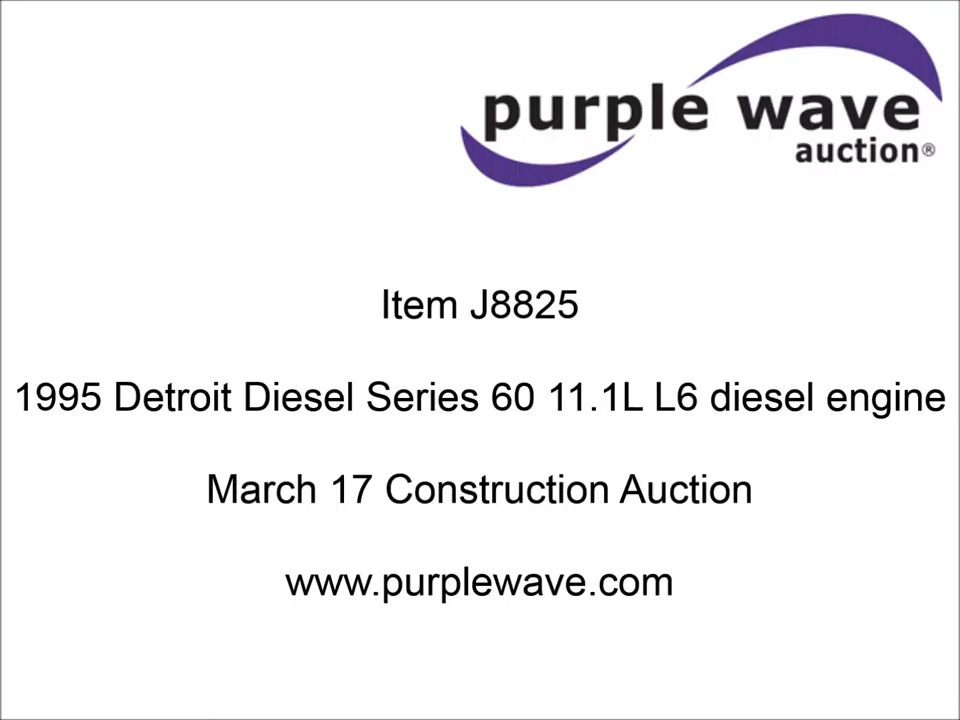 purple wave
auction®
Item J8825
1995 Detroit Diesel Series 60 11.1L L6 diesel engine
March 17 Construction Auction
www.purplewave.com